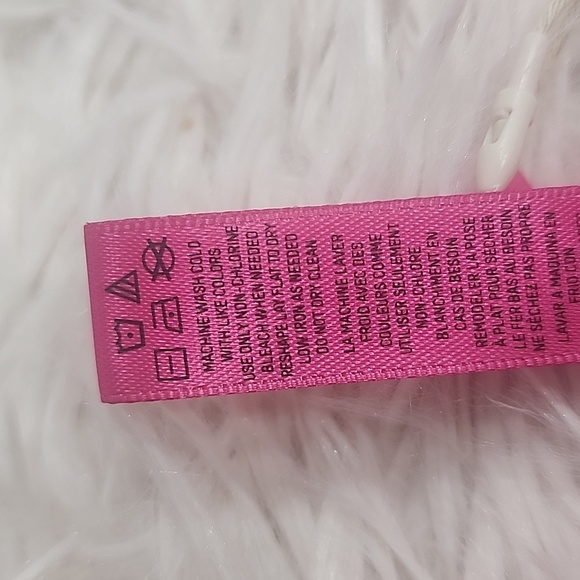 MACHINE WASH COLD
WITH LIKE COLORS
USE ONLY NON-CHLORINE
BLEACH WHEN NEEDED
RESHAPE LAY FLAT TO DRY
LOW IRON AS NEEDED
DO NOT DRY CLEAN
LA MACHINE LAVER
FROID AVEC DES
COULEURS COMME
UTILISER SEULEMENT
NON - CHLORE
BLANCHIMENT EN
CAS DE BESOIN
REMODELER LA POSE
À PLAT POUR SÉCHER
LE FER BAS AU BESOIN
NE SÉCHEZ PAS PROPRE
LAVAR A MAQUINA EN
FRIA CON